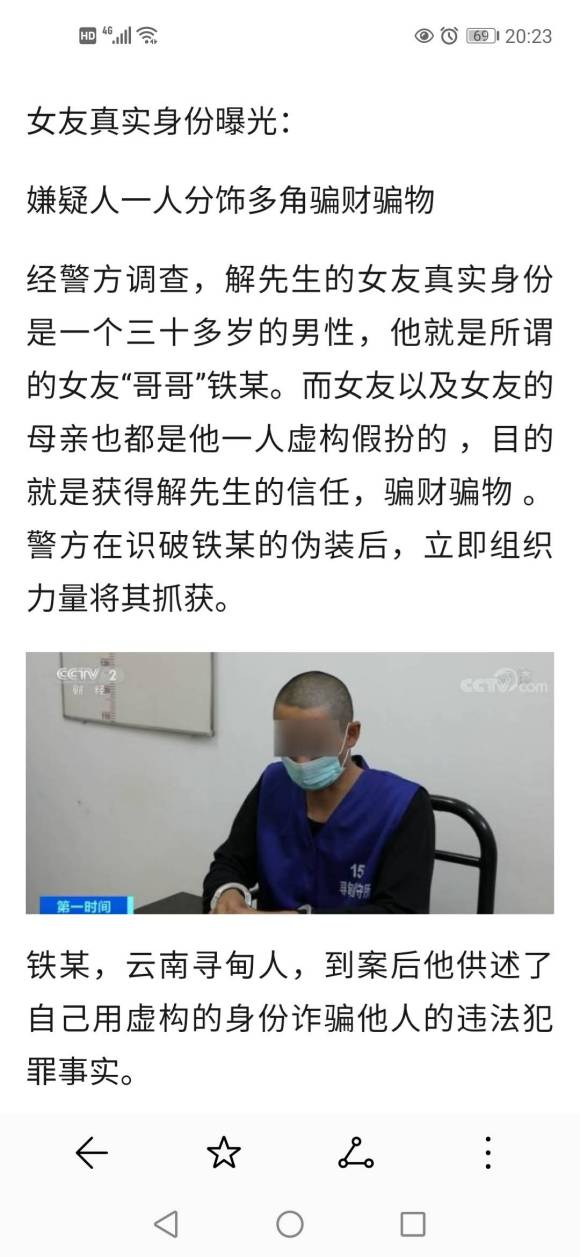 HD 4G 69 20:23
女友真实身份曝光：
嫌疑人一人分饰多角骗财骗物
经警方调查，解先生的女友真实身份
是一个三十多岁的男性，他就是所谓
的女友“哥哥”铁某。而女友以及女友的
母亲也都是他一人虚构假扮的 ，目的
就是获得解先生的信任，骗财骗物 。
警方在识破铁某的伪装后，立即组织
力量将其抓获。
CCTV 2
财 经
CCTV com
15
第一时间
铁某，云南寻甸人，到案后他供述了
自己用虚构的身份诈骗他人的违法犯
罪事实。